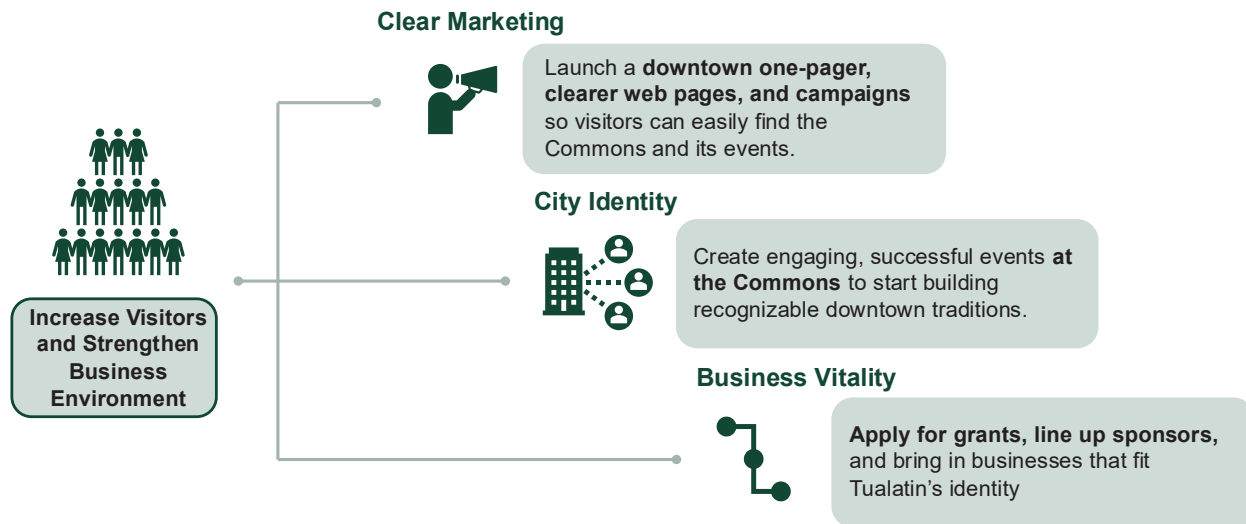 Clear Marketing
Launch a downtown one-pager,
clearer web pages, and campaigns
so visitors can easily find the
Commons and its events.
City Identity
Create engaging, successful events at
the Commons to start building
recognizable downtown traditions.
Increase Visitors
and Strengthen
Business
Environment
Business Vitality
Apply for grants, line up sponsors,
and bring in businesses that fit
Tualatin’s identity